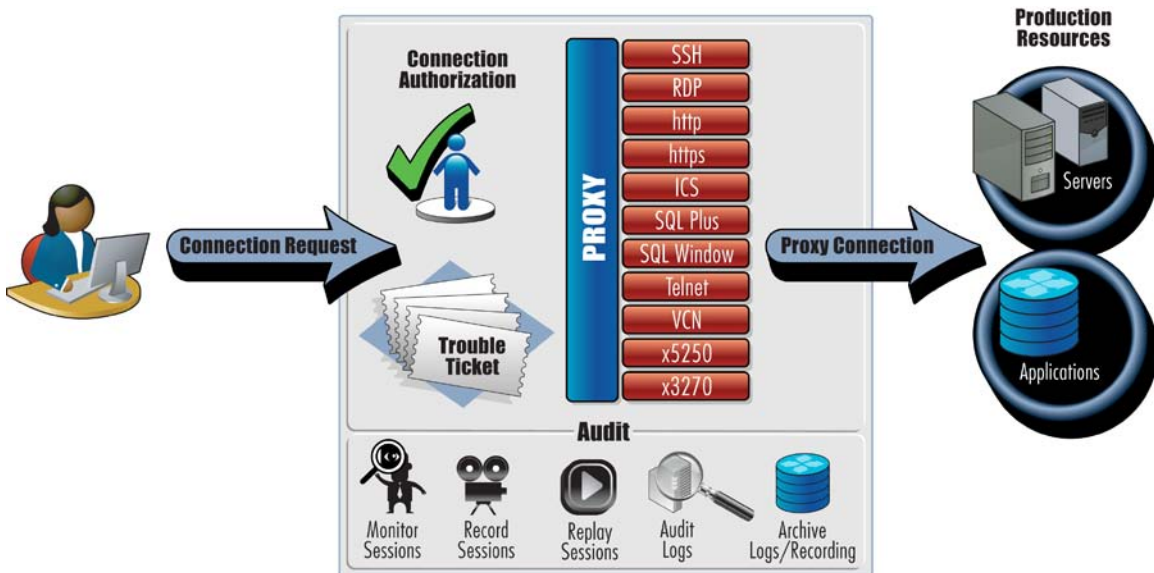 Production
Resources
Connection
Authorization
SSH
RDP
http
https
ICS
SQL Plus
SQL Window
Telnet
VCN
x5250
x3270
PROXY
Servers
Connection Request
Proxy Connection
Trouble
Ticket
Applications
Audit
Monitor
Sessions
Record
Sessions
Replay
Sessions
Audit
Logs
Archive
Logs/Recording